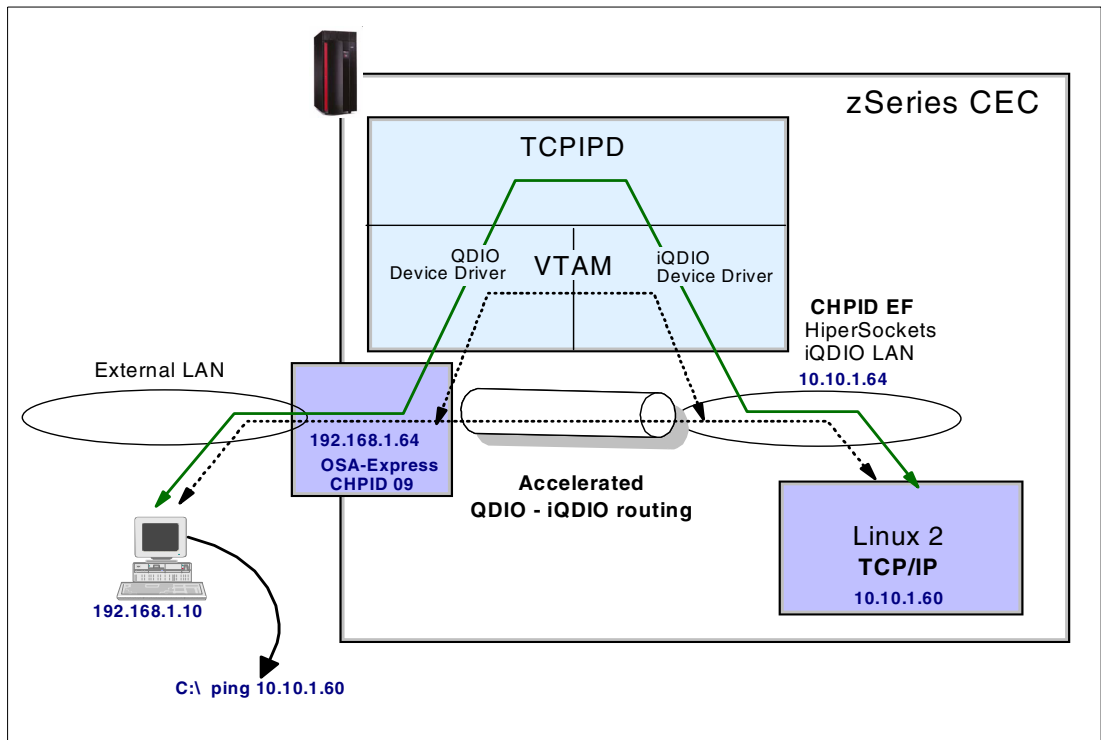 zSeries CEC
TCPIPD
QDIO
Device Driver
VTAM
iQDIO
Device Driver
CHPID EF
HiperSockets
iQDIO LAN
10.10.1.64
External LAN
192.168.1.64
OSA-Express
CHPID 09
Accelerated
QDIO - iQDIO routing
Linux 2
TCP/IP
10.10.1.60
192.168.1.10
C:\ ping 10.10.1.60